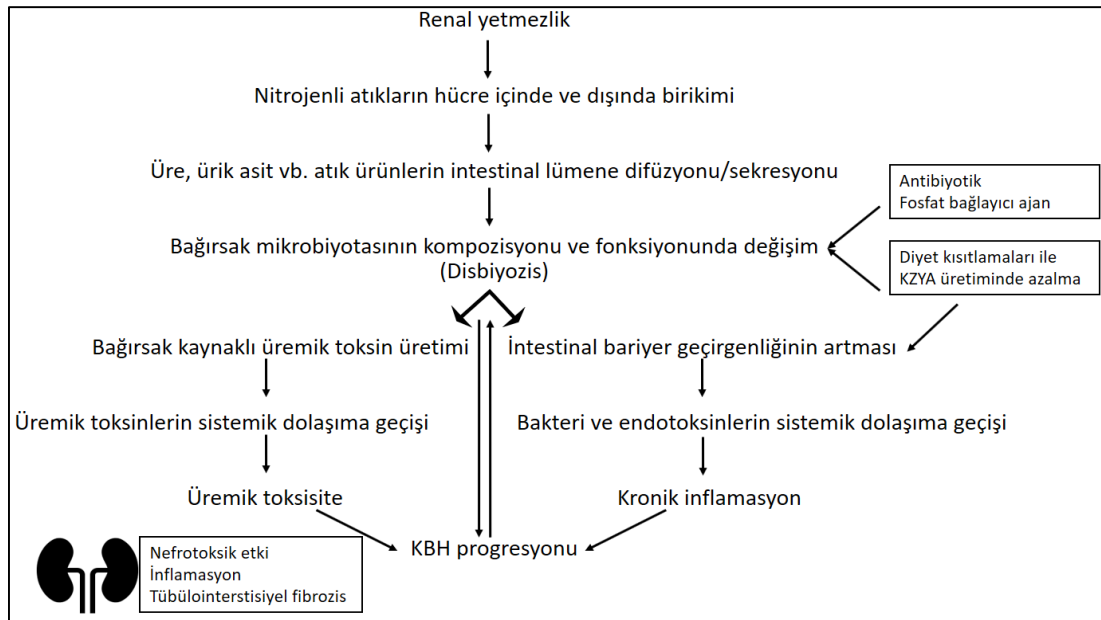 Renal yetmezlik
Nitrojenli atıkların hücre içinde ve dışında birikimi
Üre, ürik asit vb. atık ürünlerin intestinal lümene difüzyonu/sekresyonu
Antibiyotik
Fosfat bağlayıcı ajan
Bağırsak mikrobiyotasının kompozisyonu ve fonksiyonunda değişim
(Disbiyozis)
Diyet kısıtlamaları ile
KZYA üretiminde azalma
Bağırsak kaynaklı üremik toksin üretimi
İntestinal bariyer geçirgenliğinin artması
Üremik toksinlerin sistemik dolaşıma geçişi
Bakteri ve endotoksinlerin sistemik dolaşıma geçişi
Üremik toksisite
Kronik inflamasyon
KBH progresyonu
Nefrotoksik etki
İnflamasyon
Tübülointerstisiyel fibrozis